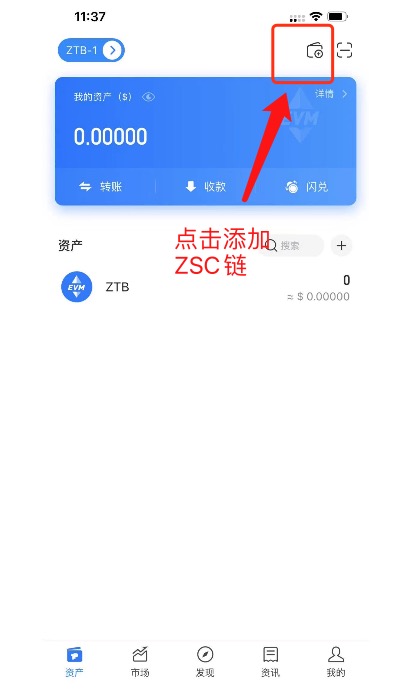 11:37
ZTB-1
我的资产（$）
详情
EVM
0.00000
转账
收款
闪兑
点击添加
ZSC 链
资产
搜索
EVM
ZTB
0
≈ $ 0.00000
资产
市场
发现
资讯
我的